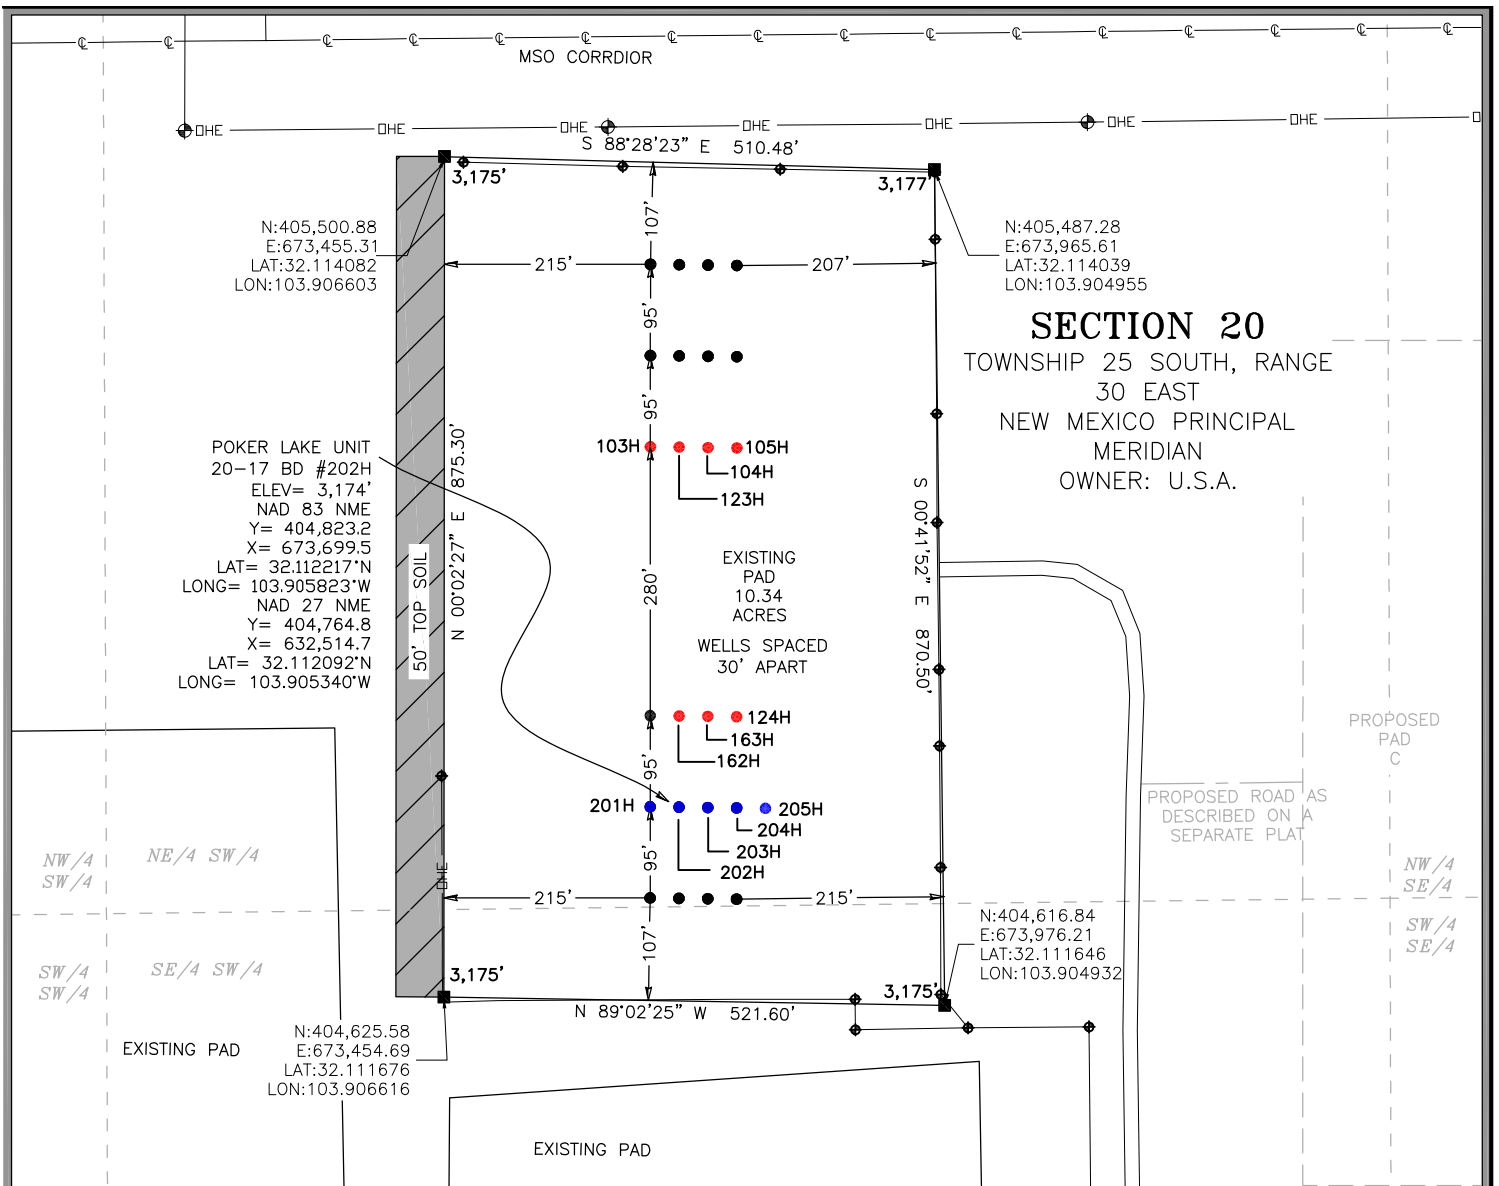 ℄ ℄ ℄ ℄ ℄ ℄ ℄ ℄ ℄ ℄ ℄ ℄ ℄ ℄ ℄ ℄
MSO CORRDIOR
OHE OHE OHE OHE OHE OHE OHE
S 88°28'23" E 510.48'
3,175'
3,177'
N:405,500.88
E:673,455.31
LAT:32.114082
LON:103.906603
N:405,487.28
E:673,965.61
LAT:32.114039
LON:103.904955
107'
215'
207'
95'
95'
SECTION 20
TOWNSHIP 25 SOUTH, RANGE
30 EAST
NEW MEXICO PRINCIPAL
MERIDIAN
OWNER: U.S.A.
103H
105H
104H
123H
POKER LAKE UNIT
20-17 BD #202H
ELEV= 3,174'
NAD 83 NME
Y= 404,823.2
X= 673,699.5
LAT= 32.112217°N
LONG= 103.905823°W
NAD 27 NME
Y= 404,764.8
X= 632,514.7
LAT= 32.112092°N
LONG= 103.905340°W
50' TOP SOIL
N 00°02'27" E 875.30'
280'
EXISTING
PAD
10.34
ACRES
WELLS SPACED
30' APART
S 00°41'52" E 870.50'
124H
163H
162H
95'
201H
205H
204H
203H
202H
95'
OHE
215'
215'
107'
PROPOSED
PAD
C
PROPOSED ROAD AS
DESCRIBED ON A
SEPARATE PLAT
NW/4
SW/4
NE/4 SW/4
NW/4
SE/4
SW/4
SE/4
SW/4
SW/4
SE/4 SW/4
N:404,616.84
E:673,976.21
LAT:32.111646
LON:103.904932
3,175'
3,175'
N 89°02'25" W 521.60'
N:404,625.58
E:673,454.69
LAT:32.111676
LON:103.906616
EXISTING PAD
EXISTING PAD